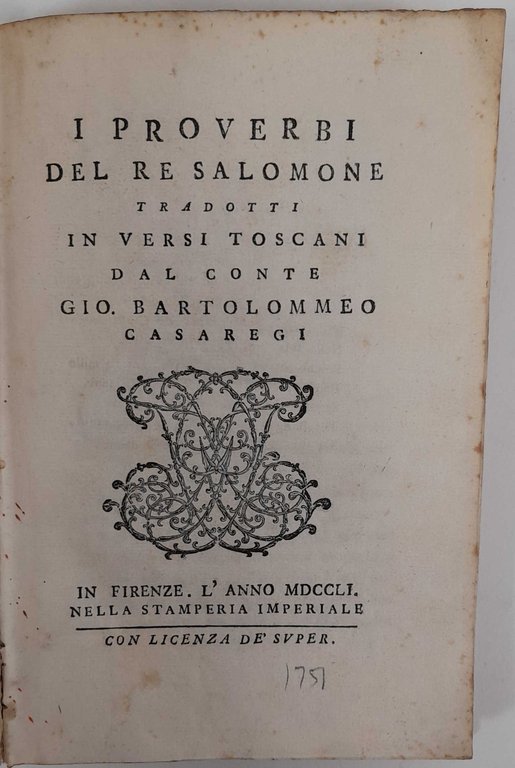 I PROVERBI
DEL RE SALOMONE
TRADOTTI
IN VERSI TOSCANI
DAL CONTE
GIO. BARTOLOMMEO
CASAREGI
IN FIRENZE. L' ANNO MDCCLI.
NELLA STAMPERIA IMPERIALE
CON LICENZA DE' SVPER.
1751